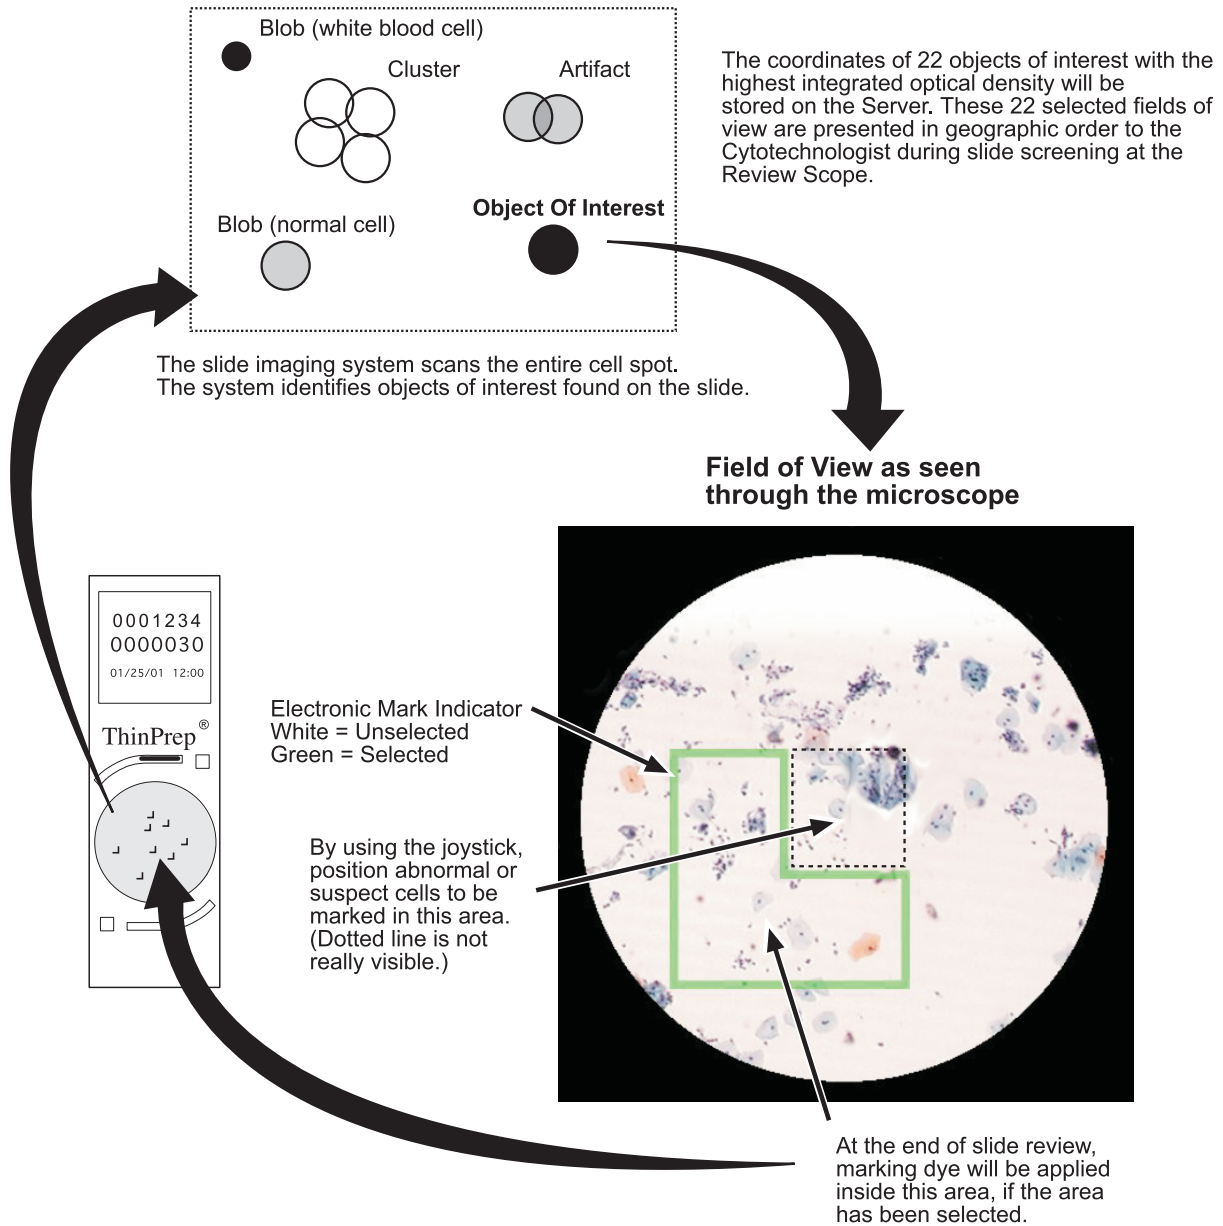 Blob (white blood cell)
Cluster
Artifact
Blob (normal cell)
Object Of Interest
The coordinates of 22 objects of interest with the
highest integrated optical density will be
stored on the Server. These 22 selected fields of
view are presented in geographic order to the
Cytotechnologist during slide screening at the
Review Scope.
The slide imaging system scans the entire cell spot.
The system identifies objects of interest found on the slide.
Field of View as seen
through the microscope
0001234
0000030
01/25/01 12:00
ThinPrep®
Electronic Mark Indicator
White = Unselected
Green = Selected
By using the joystick,
position abnormal or
suspect cells to be
marked in this area.
(Dotted line is not
really visible.)
At the end of slide review,
marking dye will be applied
inside this area, if the area
has been selected.